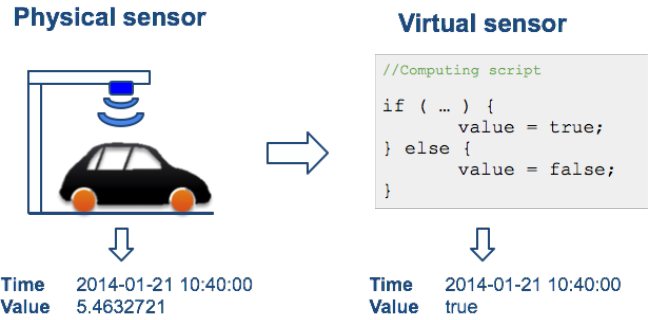 Physical sensor
Virtual sensor
//Computing script
if ( … ) {
        value = true;
} else {
        value = false;
}
Time 2014-01-21 10:40:00
Value 5.4632721
Time 2014-01-21 10:40:00
Value true